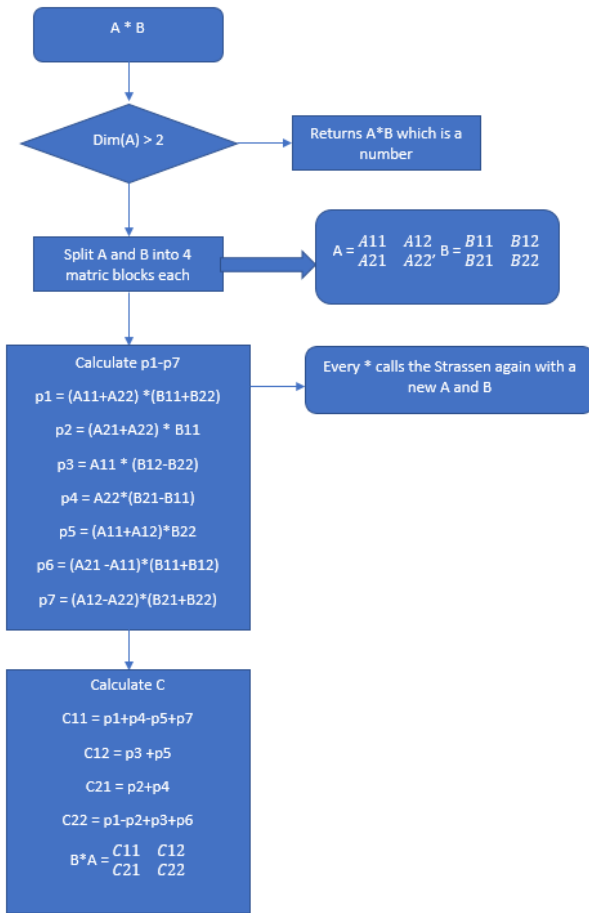 A * B
Dim(A) > 2
Returns A*B which is a
number
Split A and B into 4
matric blocks each
A = A11 A12 , B = B11 B12
A21 A22 B21 B22
Calculate p1-p7
p1 = (A11+A22) *(B11+B22)
p2 = (A21+A22) * B11
p3 = A11 * (B12-B22)
p4 = A22*(B21-B11)
p5 = (A11+A12)*B22
p6 = (A21 -A11)*(B11+B12)
p7 = (A12-A22)*(B21+B22)
Every * calls the Strassen again with a
new A and B
Calculate C
C11 = p1+p4-p5+p7
C12 = p3 +p5
C21 = p2+p4
C22 = p1-p2+p3+p6
B*A = C11 C12
C21 C22